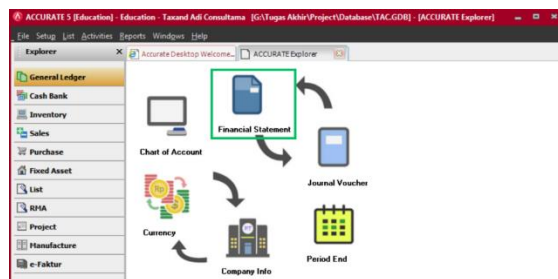 ACCURATE 5 [Education] - Education - Taxand Adi Consultama [G:\Tugas Akhir\Project\Database\TAC.GDB] - [ACCURATE Explorer]
File Setup List Activities Reports Windows Help
Explorer X Accurate Desktop Welcome... ACCURATE Explorer
General Ledger
Cash Bank
Inventory
Sales
Purchase
Fixed Asset
List
RMA
Project
Manufacture
e-Faktur
Financial Statement
Chart of Account
Journal Voucher
Rp
Currency
Company Info
Period End